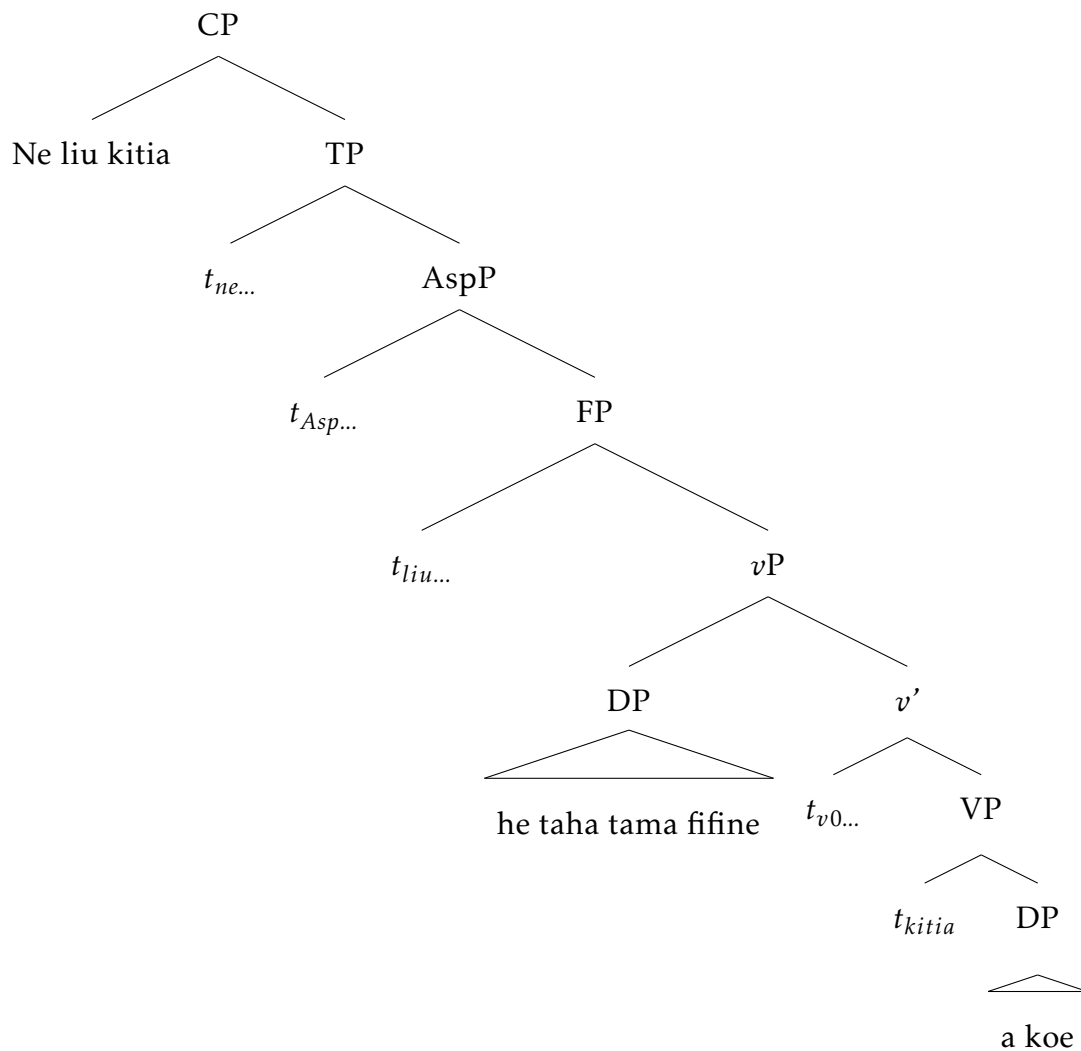 CP
Ne liu kitia TP
t_ne... AspP
t_Asp... FP
t_liu... vP
DP v’
he taha tama fifine t_v0... VP
t_kitia DP
a koe